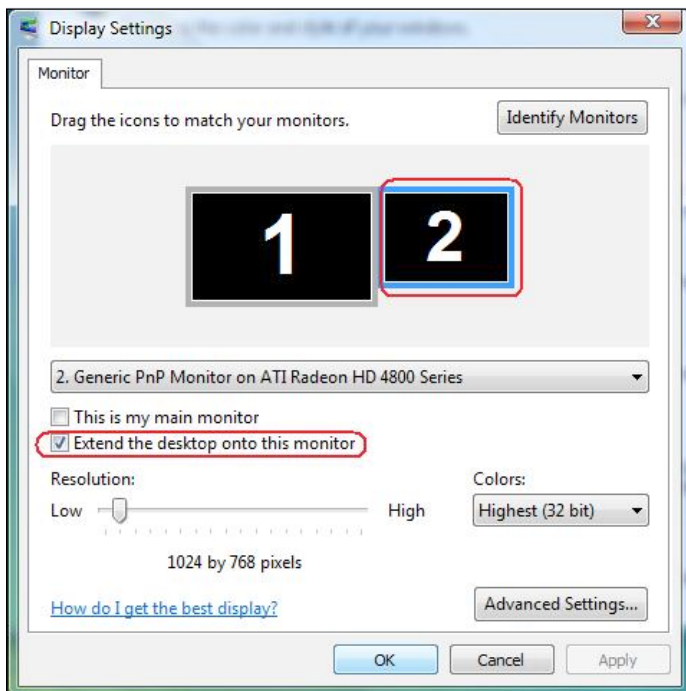 Display Settings
Monitor
Drag the icons to match your monitors.
Identify Monitors
1
2
2. Generic PnP Monitor on ATI Radeon HD 4800 Series
This is my main monitor
Extend the desktop onto this monitor
Resolution:
Colors:
Low
High
Highest (32 bit)
1024 by 768 pixels
How do I get the best display?
Advanced Settings...
OK
Cancel
Apply